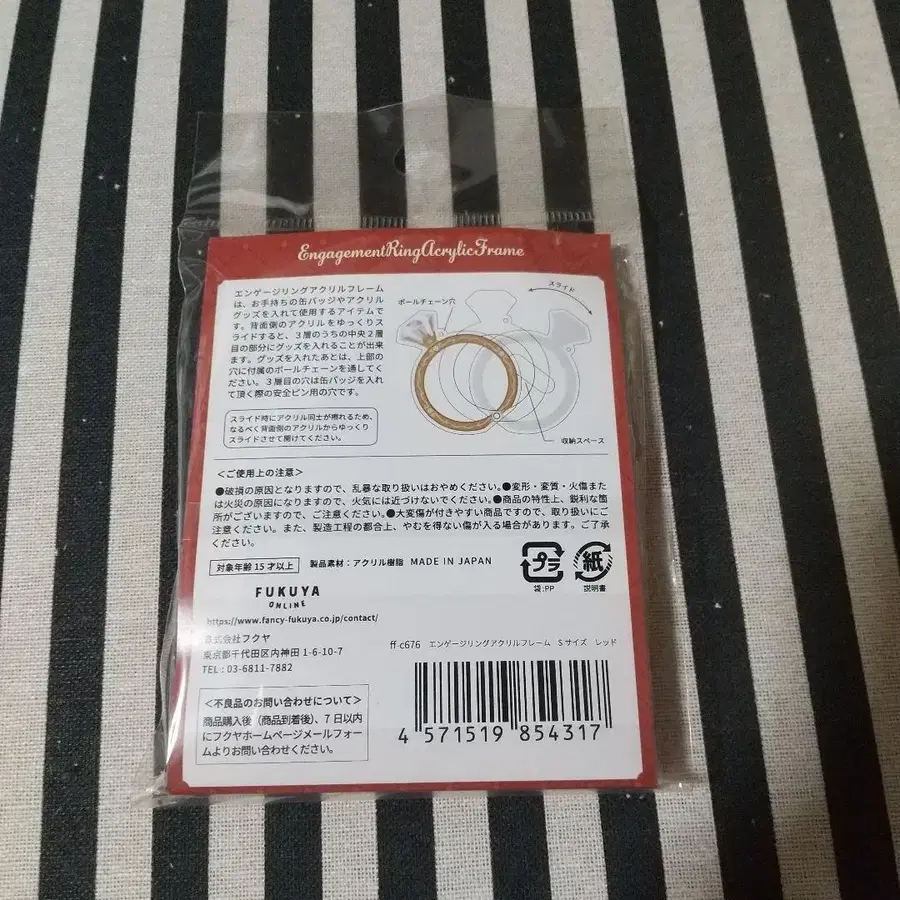 EngagementRingAcrylicFrame
エンゲージリングアクリルフレーム
は、お手持ちの缶バッジやアクリル
グッズを入れて使用するアイテムで
す。背面側のアクリルをゆっくりス
ライドすると、3層のうちの中央2層
目の部分にグッズを入れることが出来
ます。グッズを入れたあとは、上部の
穴に付属のボールチェーンを通してく
ださい。3層目の穴は缶バッジを入れ
て頂く際の安全ピン用の穴です。
スライド時にアクリル同士が擦れるため、
なるべく背面側のアクリルからゆっくり
スライドさせて開けてください。
ボールチェーン穴
スライド
収納スペース
<ご使用上の注意>
●破損の原因となりますので、乱暴な取り扱いはおやめください。●変形・変質・火傷また
は火災の原因になりますので、火気には近づけないでください。●商品の特性上、鋭利な箇
所がございますので、ご注意ください。●大変傷が付きやすい商品ですので、取り扱いにご
注意ください。また、製造工程の都合上、やむを得ない傷が入る場合があります。ご了承
ください。
対象年齢15才以上
製品素材:アクリル樹脂 MADE IN JAPAN
プラ
袋:PP
紙
説明書
FUKUYA
ONLINE
https://www.fancy-fukuya.co.jp/contact/
株式会社フクヤ
東京都千代田区内神田1-6-10-7
TEL:03-6811-7882
<不良品のお問い合わせについて>
商品購入後(商品到着後)、7日以内
にフクヤホームページメールフォー
ムよりお問い合わせください。
ff-c676 エンゲージリングアクリルフレーム Sサイズ レッド
4 571519 854317